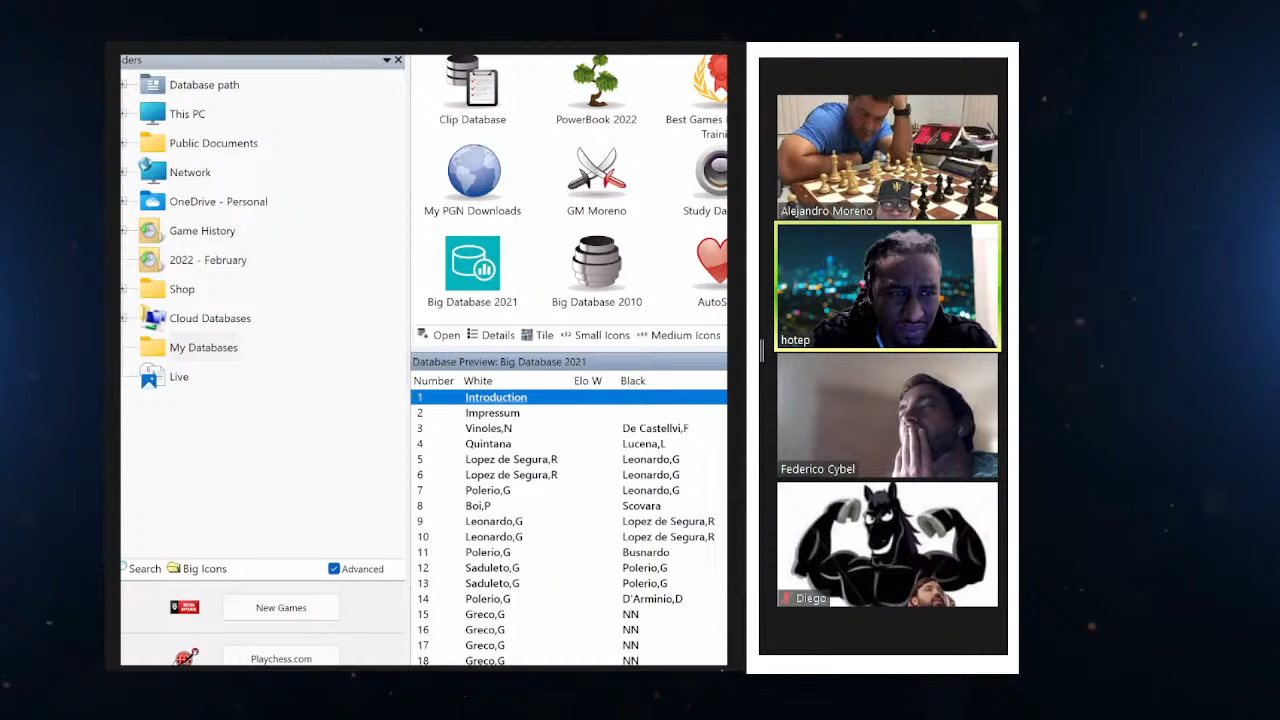 ders
Database path
This PC
Public Documents
Network
OneDrive - Personal
Game History
2022 - February
Shop
Cloud Databases
My Databases
Live
Search Big Icons Advanced
New Games
Playchess.com
Clip Database PowerBook 2022 Best Games
Traini
My PGN Downloads GM Moreno Study Da
Big Database 2021 Big Database 2010 AutoS
Open Details Tile x32 Small Icons x48 Medium Icons
Database Preview: Big Database 2021
Number White Elo W Black
1 Introduction
2 Impressum
3 Vinoles,N De Castellvi,F
4 Quintana Lucena,L
5 Lopez de Segura,R Leonardo,G
6 Lopez de Segura,R Leonardo,G
7 Polerio,G Leonardo,G
8 Boi,P Scovara
9 Leonardo,G Lopez de Segura,R
10 Leonardo,G Lopez de Segura,R
11 Polerio,G Busnardo
12 Saduleto,G Polerio,G
13 Saduleto,G Polerio,G
14 Polerio,G D'Arminio,D
15 Greco,G NN
16 Greco,G NN
17 Greco,G NN
18 Greco,G NN
Alejandro Moreno
hotep
Federico Cybel
Diego